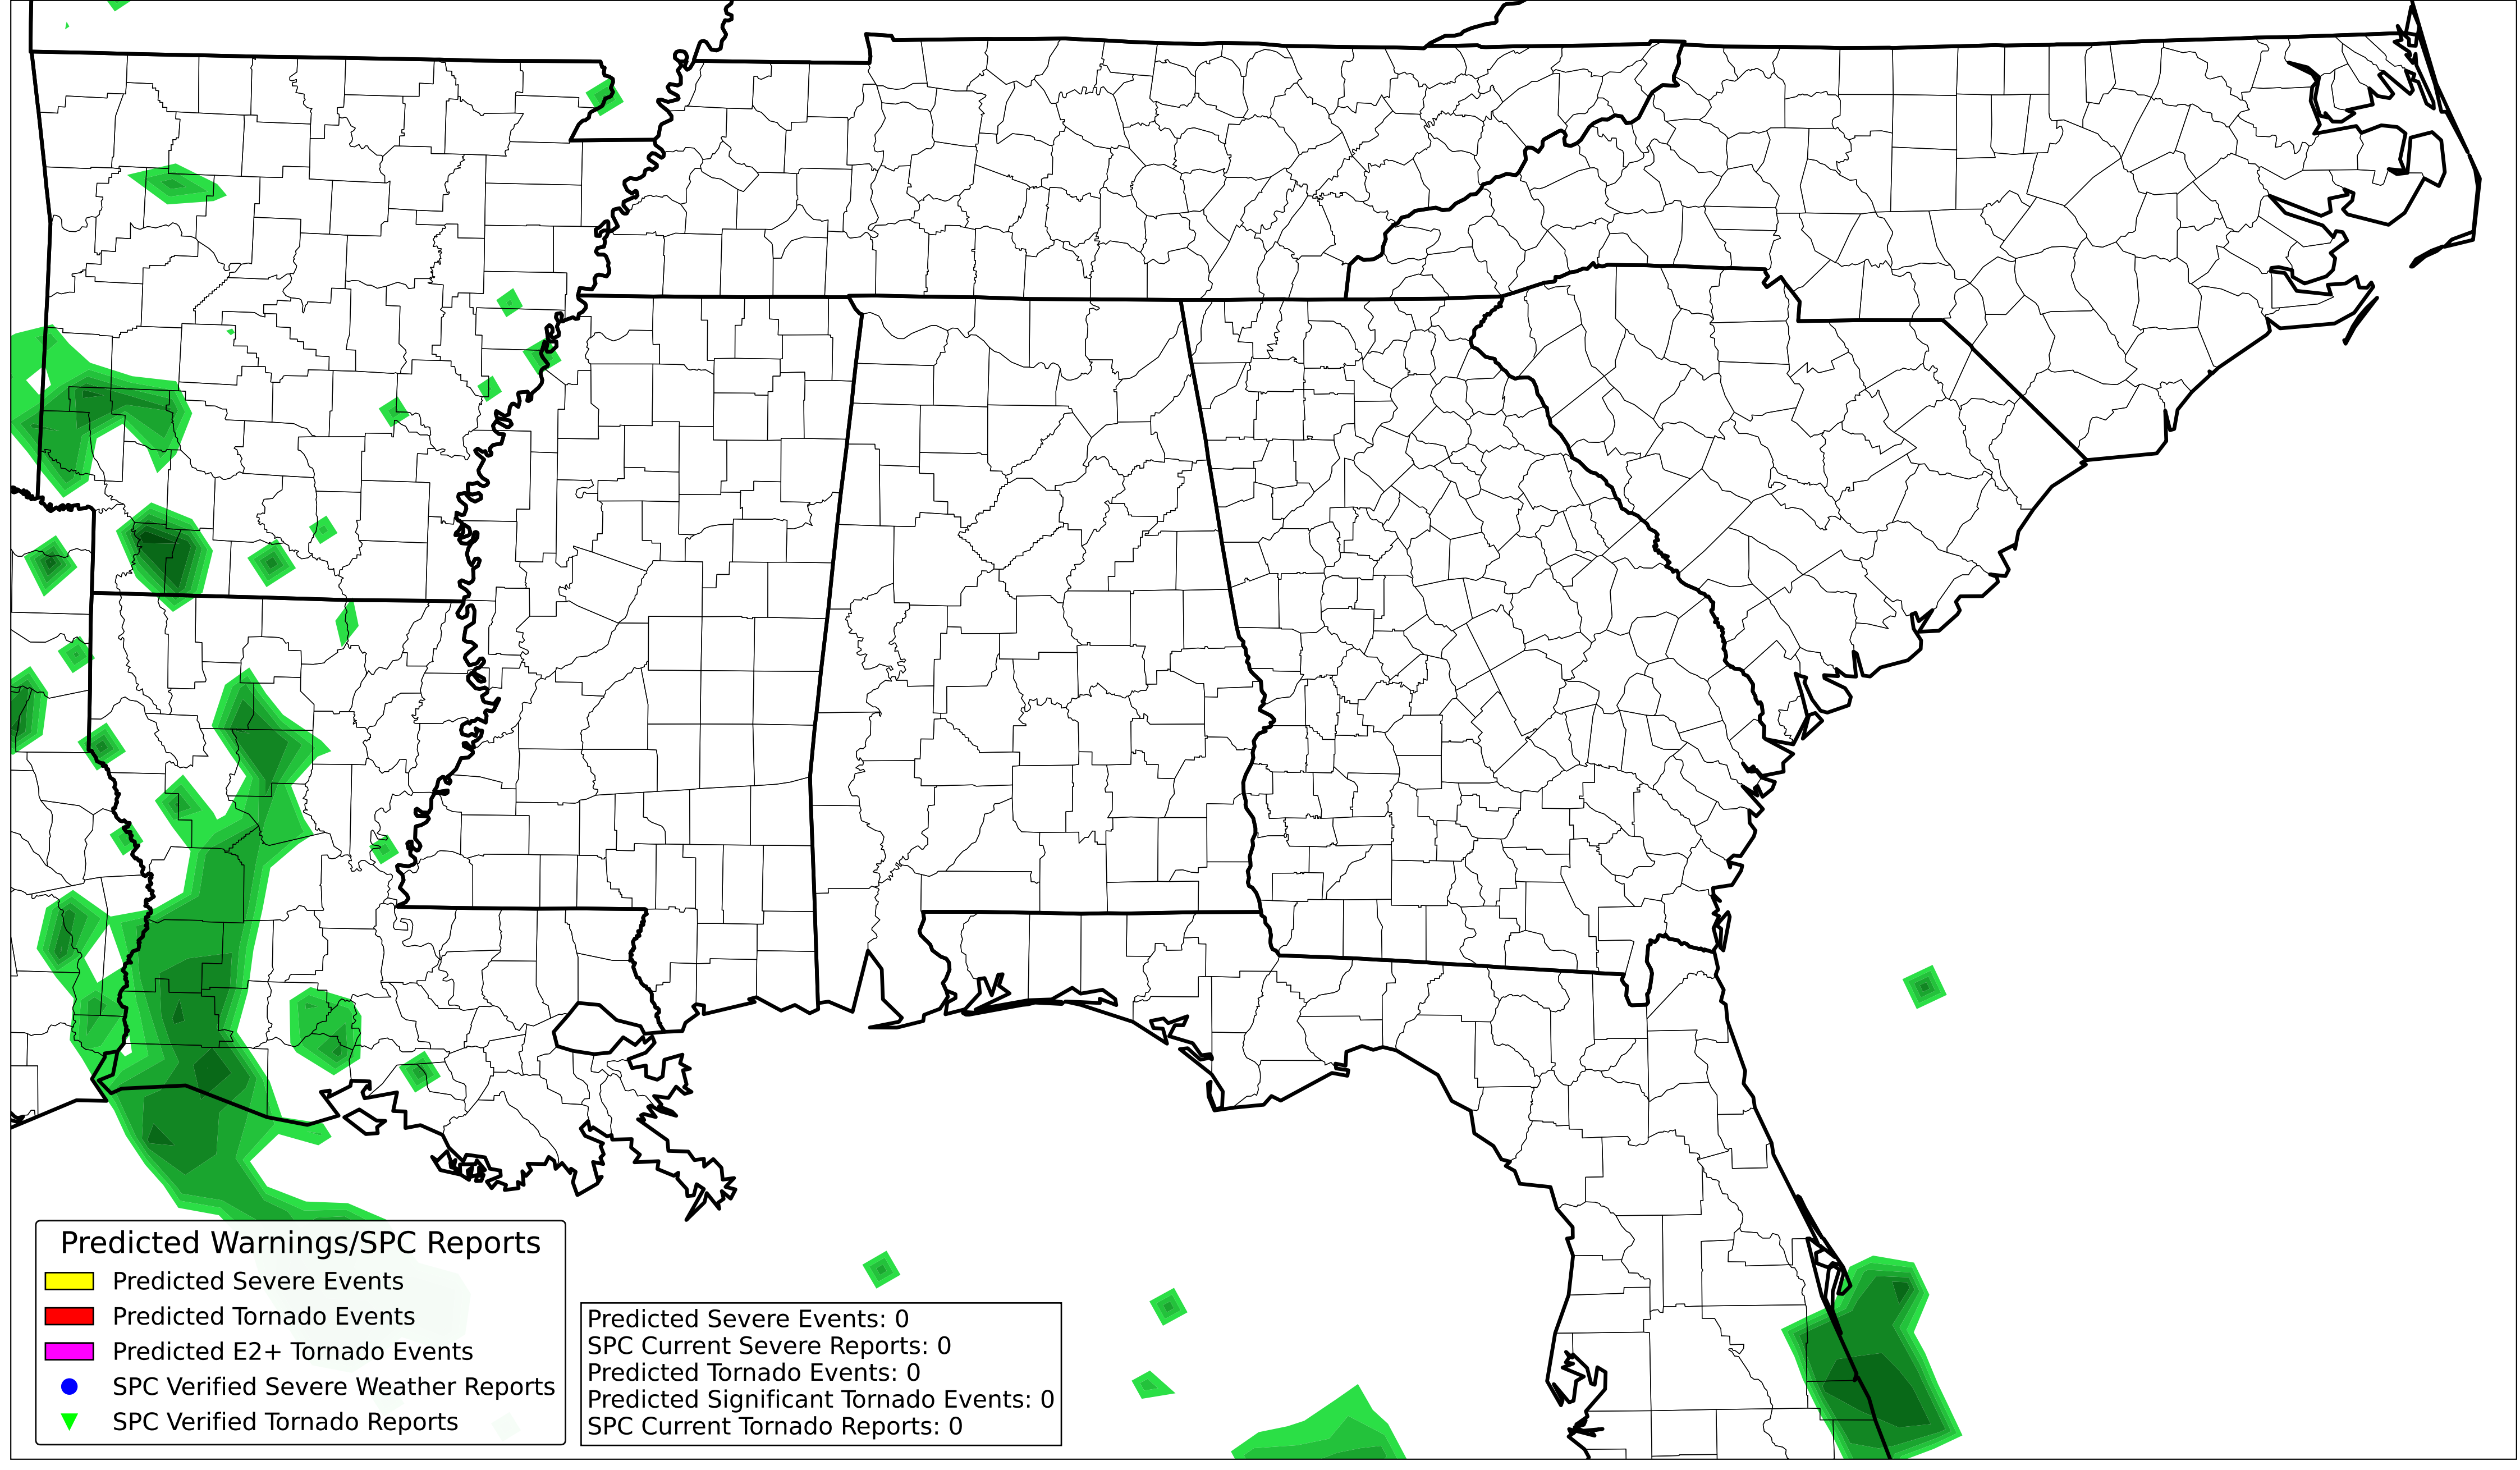 Predicted Warnings/SPC Reports
Predicted Severe Events
Predicted Tornado Events
Predicted E2+ Tornado Events
SPC Verified Severe Weather Reports
SPC Verified Tornado Reports
Predicted Severe Events: 0
SPC Current Severe Reports: 0
Predicted Tornado Events: 0
Predicted Significant Tornado Events: 0
SPC Current Tornado Reports: 0